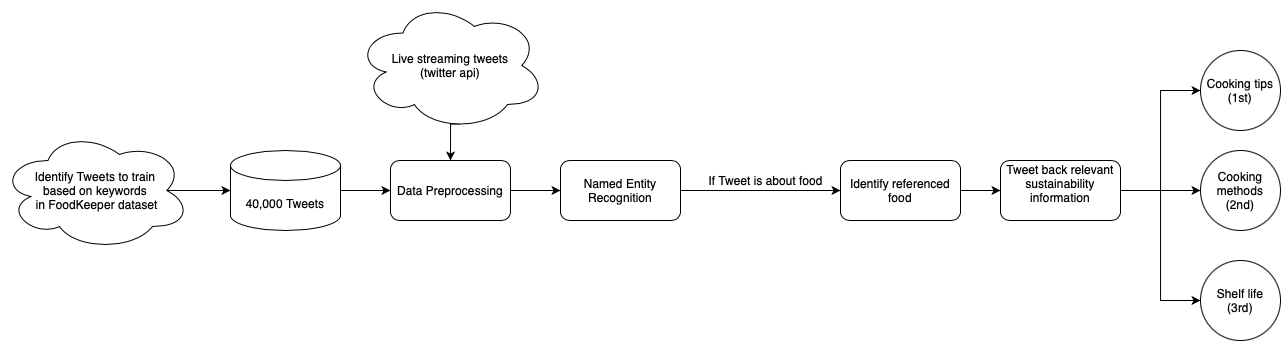 Live streaming tweets
(twitter api)
Identify Tweets to train
based on keywords
in FoodKeeper dataset
40,000 Tweets
Data Preprocessing
Named Entity
Recognition
If Tweet is about food
Identify referenced
food
Tweet back relevant
sustainability
information
Cooking tips
(1st)
Cooking
methods
(2nd)
Shelf life
(3rd)